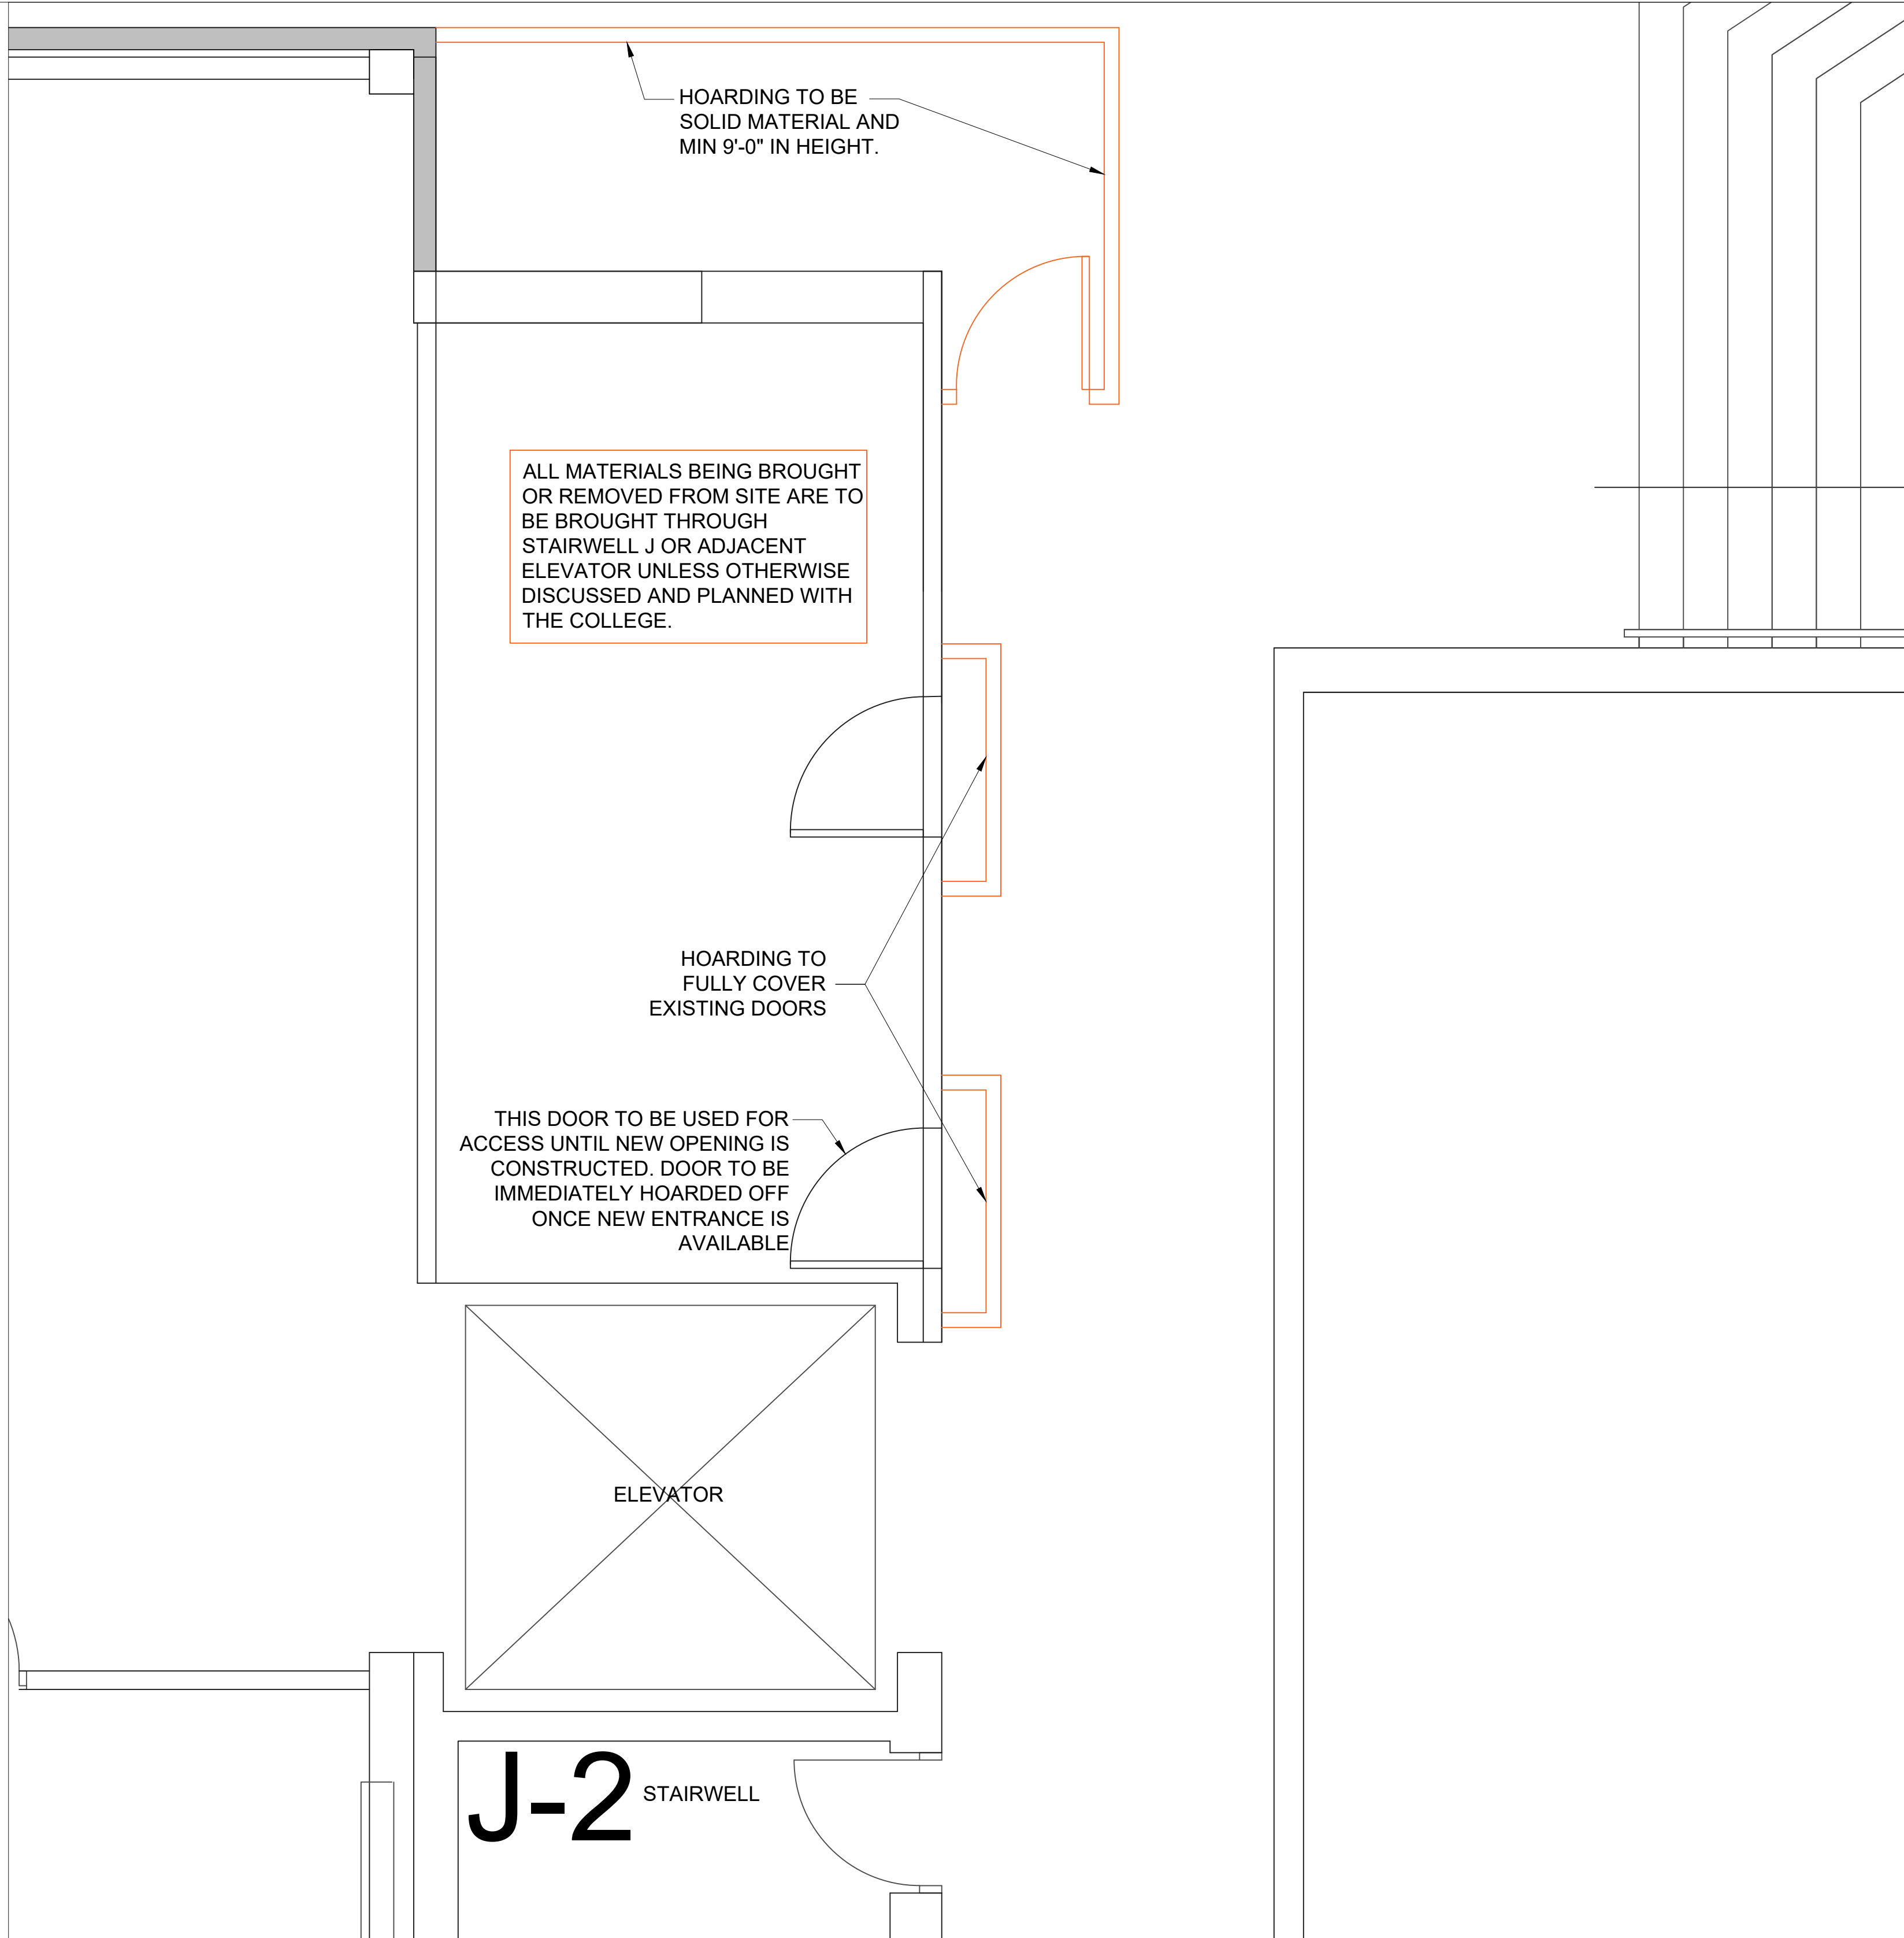 HOARDING TO BE
SOLID MATERIAL AND
MIN 9'-0" IN HEIGHT.
ALL MATERIALS BEING BROUGHT
OR REMOVED FROM SITE ARE TO
BE BROUGHT THROUGH
STAIRWELL J OR ADJACENT
ELEVATOR UNLESS OTHERWISE
DISCUSSED AND PLANNED WITH
THE COLLEGE.
HOARDING TO
FULLY COVER
EXISTING DOORS
THIS DOOR TO BE USED FOR
ACCESS UNTIL NEW OPENING IS
CONSTRUCTED. DOOR TO BE
IMMEDIATELY HOARDED OFF
ONCE NEW ENTRANCE IS
AVAILABLE
ELEVATOR
J-2
STAIRWELL